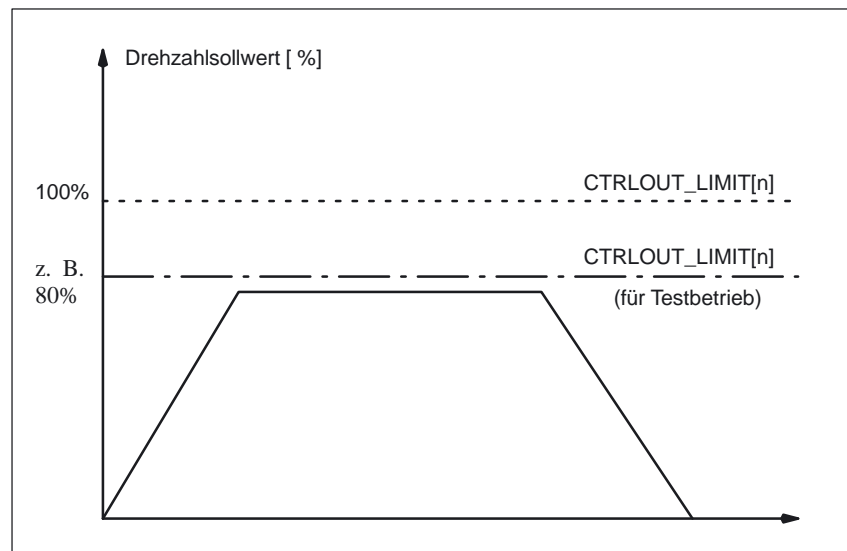 Drehzahlsollwert [ %]
100%
CTRLOUT_LIMIT[n]
z. B.
80%
CTRLOUT_LIMIT[n]
(für Testbetrieb)